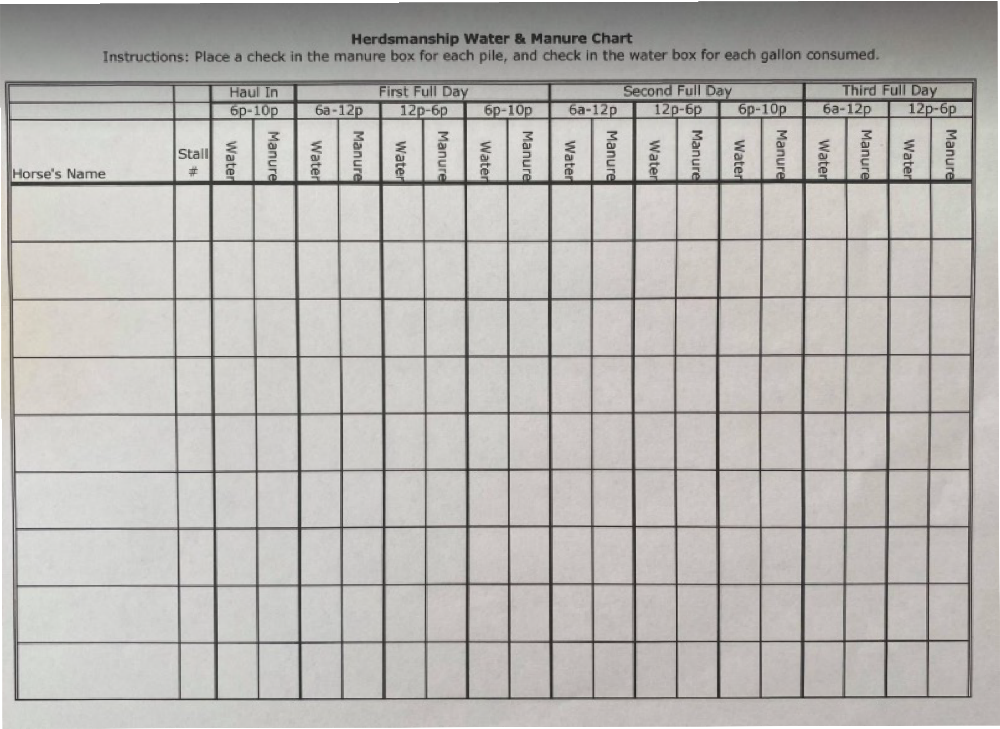 Herdsmanship Water & Manure Chart
Instructions: Place a check in the manure box for each pile, and check in the water box for each gallon consumed.
Haul In First Full Day Second Full Day Third Full Day
6p-10p 6a-12p 12p-6p 6p-10p 6a-12p 12p-6p 6p-10p 6a-12p 12p-6p
Horse's Name
Stall
#
Water
Manure
Water
Manure
Water
Manure
Water
Manure
Water
Manure
Water
Manure
Water
Manure
Water
Manure
Water
Manure